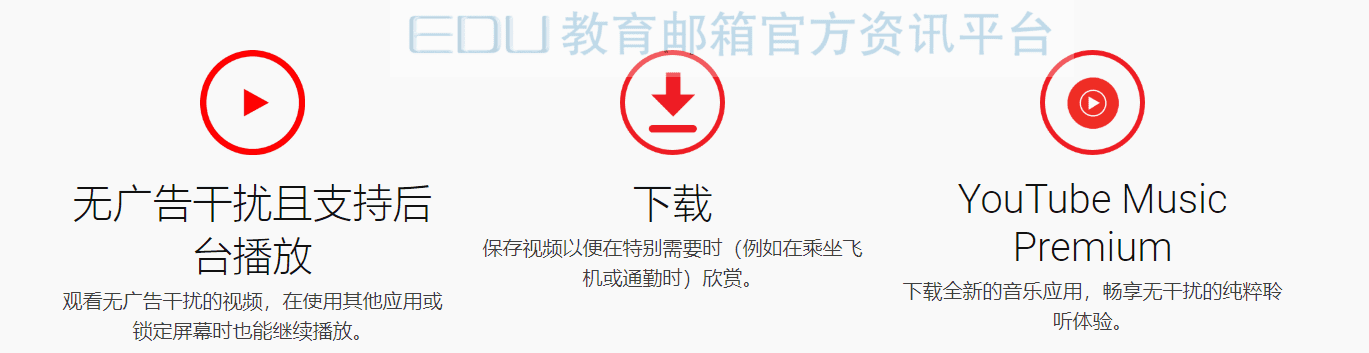 EDU 教育邮箱官方资讯平台
无广告干扰且支持后
台播放
观看无广告干扰的视频，在使用其他应用或
锁定屏幕时也能继续播放。
下载
保存视频以便在特别需要时（例如在乘坐飞
机或通勤时）欣赏。
YouTube Music
Premium
下载全新的音乐应用，畅享无干扰的纯粹聆
听体验。